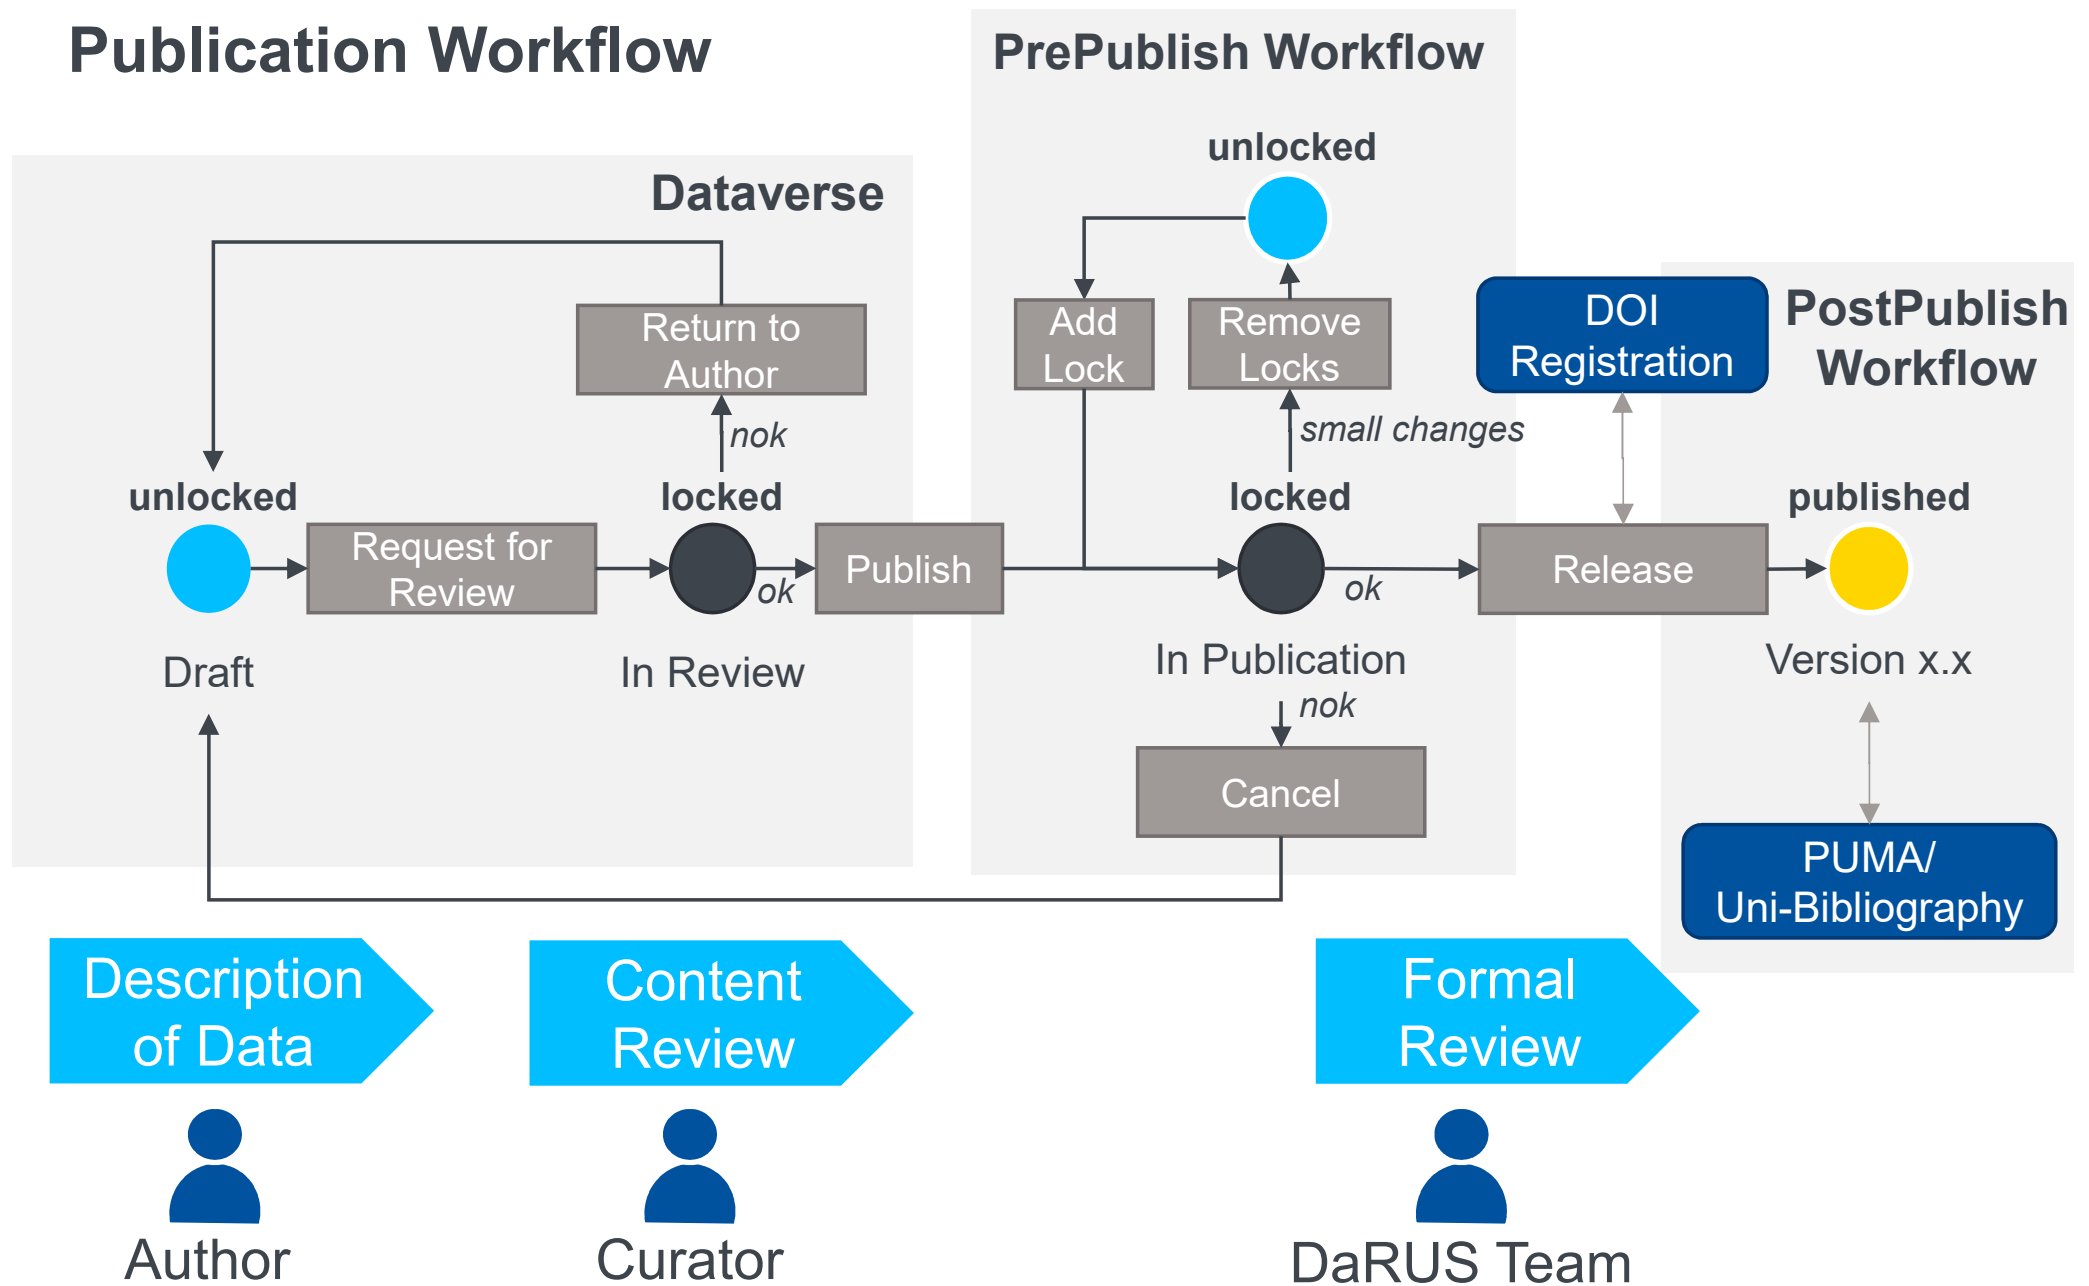 Publication Workflow
PrePublish Workflow
unlocked
Dataverse
Return to
Author
Add
Lock
Remove
Locks
DOI
Registration
PostPublish
Workflow
nok
small changes
unlocked
locked
locked
published
Request for
Review
ok
Publish
ok
Release
Draft
In Review
In Publication
Version x.x
nok
Cancel
PUMA/
Uni-Bibliography
Description
of Data
Content
Review
Formal
Review
Author
Curator
DaRUS Team